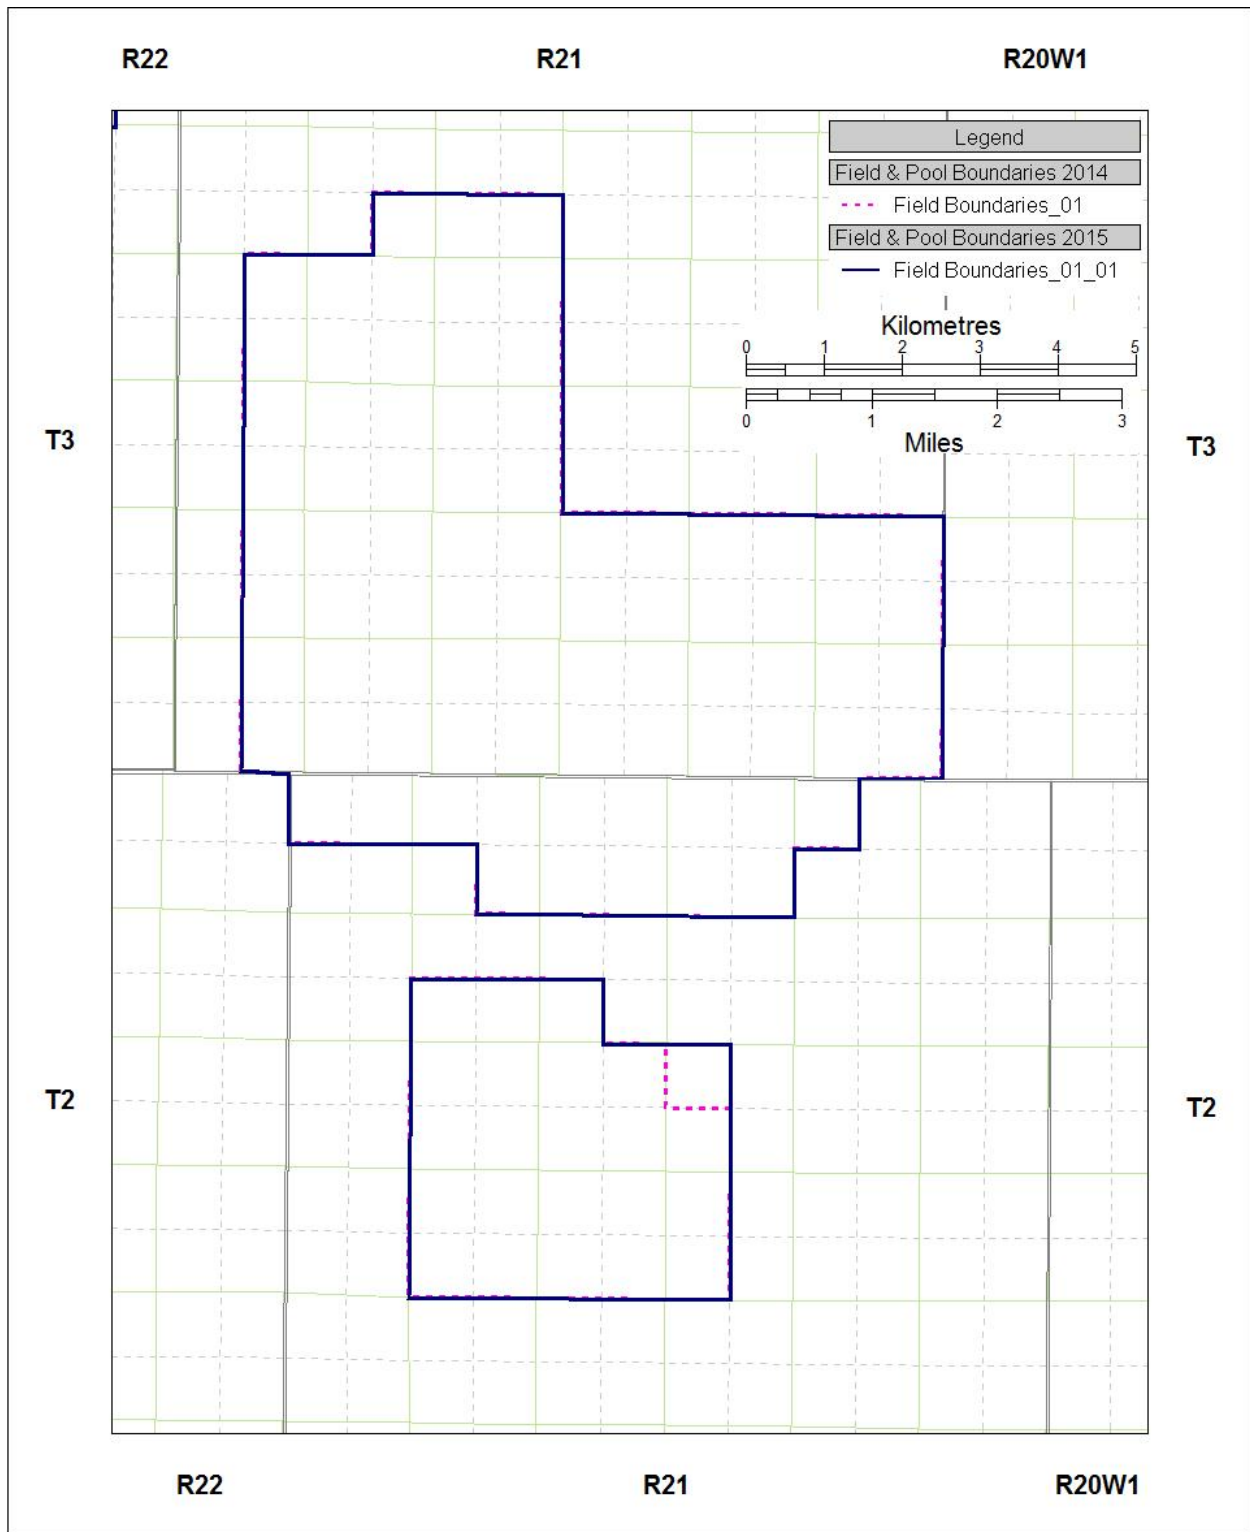 R22 R21 R20W1
Legend
Field & Pool Boundaries 2014
Field Boundaries_01
Field & Pool Boundaries 2015
Field Boundaries_01_01
Kilometres
0 1 2 3 4 5
0 1 2 3
Miles
T3 T3
T2 T2
R22 R21 R20W1